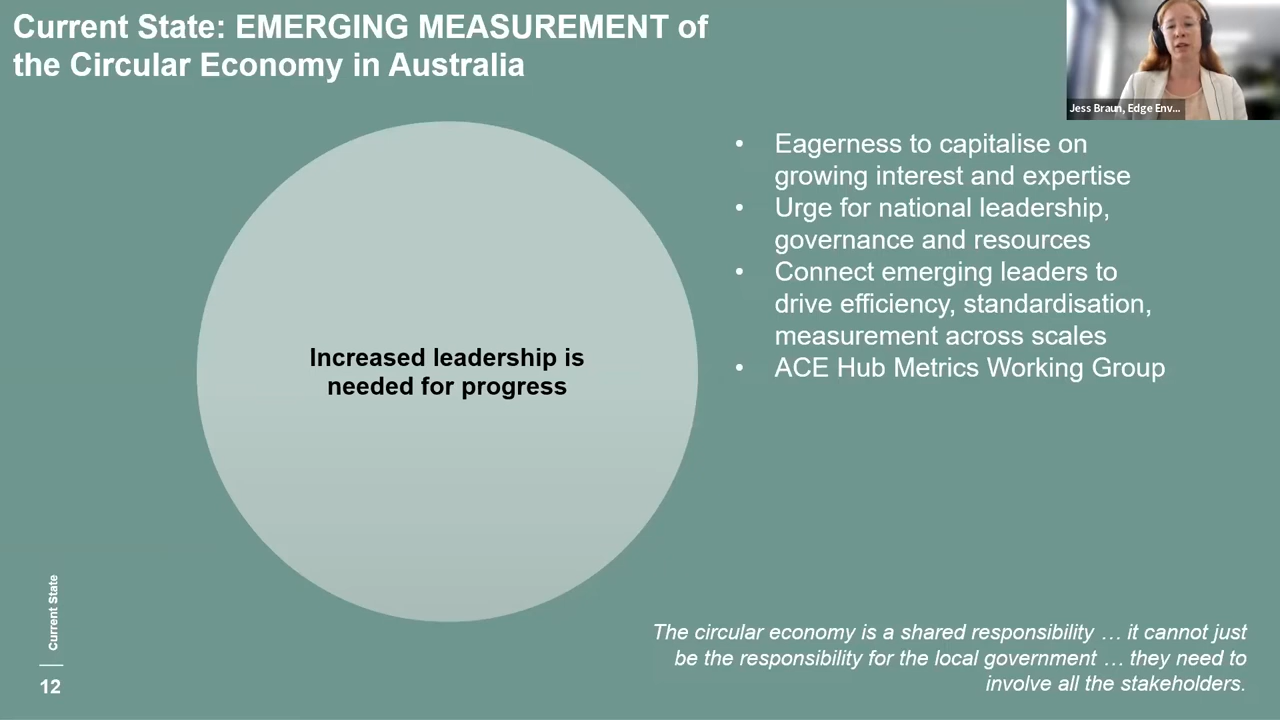 Current State: EMERGING MEASUREMENT of
the Circular Economy in Australia
Jess Braun, Edge Env...
• Eagerness to capitalise on
growing interest and expertise
• Urge for national leadership,
governance and resources
• Connect emerging leaders to
drive efficiency, standardisation,
measurement across scales
• ACE Hub Metrics Working Group
Increased leadership is
needed for progress
The circular economy is a shared responsibility … it cannot just
be the responsibility for the local government … they need to
involve all the stakeholders.
Current State
12